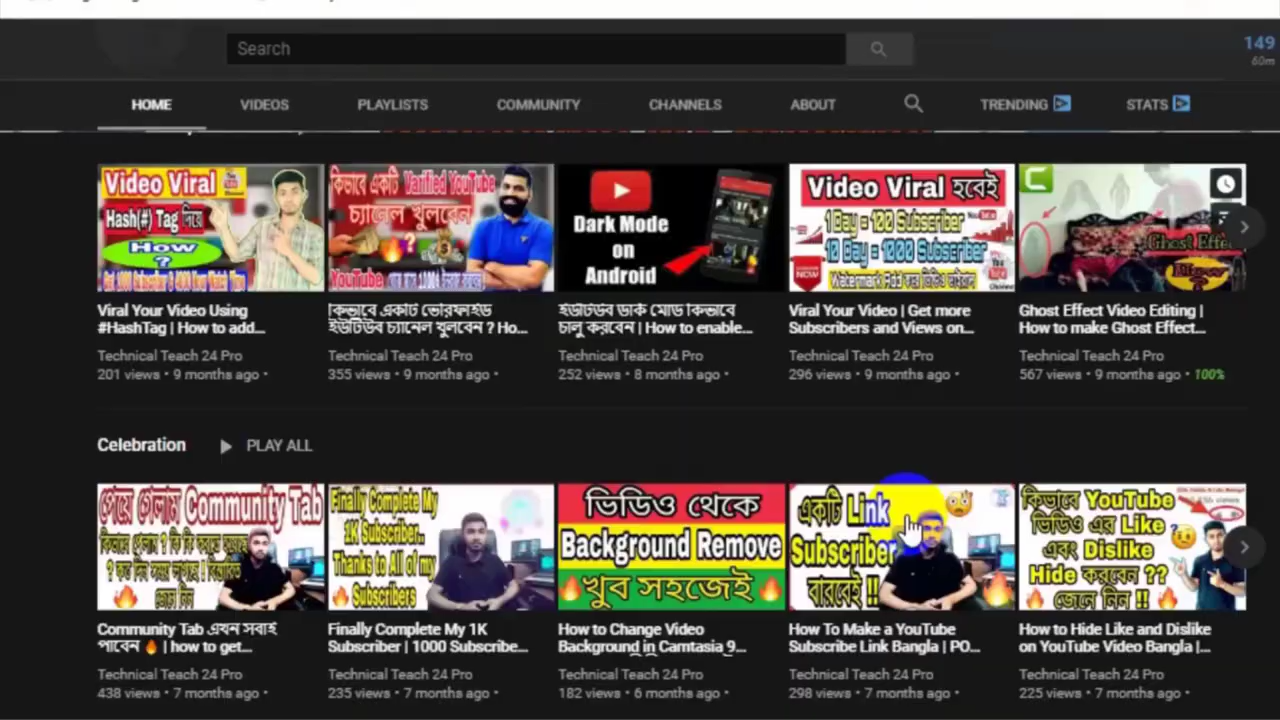 Search
149
60m
HOME VIDEOS PLAYLISTS COMMUNITY CHANNELS ABOUT TRENDING STATS
Video Viral
Hash(#) Tag দিয়ে
How
?
কিভাবে একটি Varified YouTube
চ্যানেল খুলবেন
Dark Mode
on
Android
Video Viral হবেই
1 Day = 100 Subscriber
10 Day = 1000 Subscriber
Ghost Effe
Viral Your Video Using
#HashTag | How to add...
Technical Teach 24 Pro
201 views • 9 months ago •
কিভাবে একটি ভেরিফাইড
ইউটিউব চ্যানেল খুলবেন ? Ho...
Technical Teach 24 Pro
355 views • 9 months ago •
ইউটিউব ডার্ক মোড কিভাবে
চালু করবেন | How to enable...
Technical Teach 24 Pro
252 views • 8 months ago •
Viral Your Video | Get more
Subscribers and Views on...
Technical Teach 24 Pro
296 views • 9 months ago •
Ghost Effect Video Editing |
How to make Ghost Effect...
Technical Teach 24 Pro
567 views • 9 months ago • 100%
Celebration PLAY ALL
পেয়ে গেলাম Community Tab
জেনে নিন
Finally Complete My
1K Subscriber..
Thanks to All of my
Subscribers
ভিডিও থেকে
Background Remove
খুব সহজেই
একটি Link
Subscriber
বারবেই !!
কিভাবে YouTube
ভিডিও এর Like
এবং Dislike
Hide করবেন ??
জেনে নিন !!
Community Tab এখন সবাই
পাবেন | how to get...
Technical Teach 24 Pro
438 views • 7 months ago •
Finally Complete My 1K
Subscriber | 1000 Subscribe...
Technical Teach 24 Pro
235 views • 7 months ago •
How to Change Video
Background in Camtasia 9...
Technical Teach 24 Pro
182 views • 6 months ago •
How To Make a YouTube
Subscribe Link Bangla | PO...
Technical Teach 24 Pro
298 views • 7 months ago •
How to Hide Like and Dislike
on YouTube Video Bangla |...
Technical Teach 24 Pro
225 views • 7 months ago •